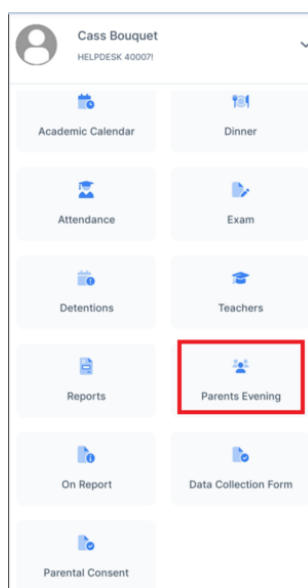 Cass Bouquet
HELPDESK 40007!
Academic Calendar
Dinner
Attendance
Exam
Detentions
Teachers
Reports
Parents Evening
On Report
Data Collection Form
Parental Consent